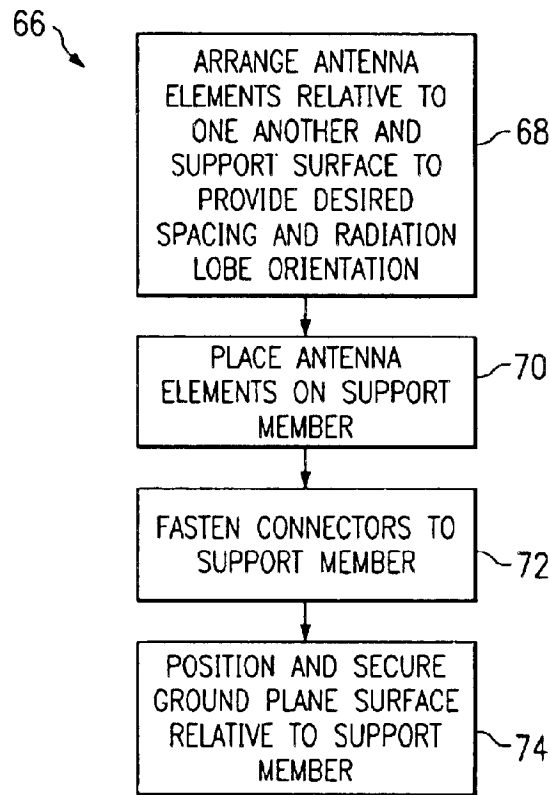 66
ARRANGE ANTENNA
ELEMENTS RELATIVE TO
ONE ANOTHER AND
SUPPORT SURFACE TO
PROVIDE DESIRED
SPACING AND RADIATION
LOBE ORIENTATION
68
PLACE ANTENNA
ELEMENTS ON SUPPORT
MEMBER
70
FASTEN CONNECTORS TO
SUPPORT MEMBER
72
POSITION AND SECURE
GROUND PLANE SURFACE
RELATIVE TO SUPPORT
MEMBER
74